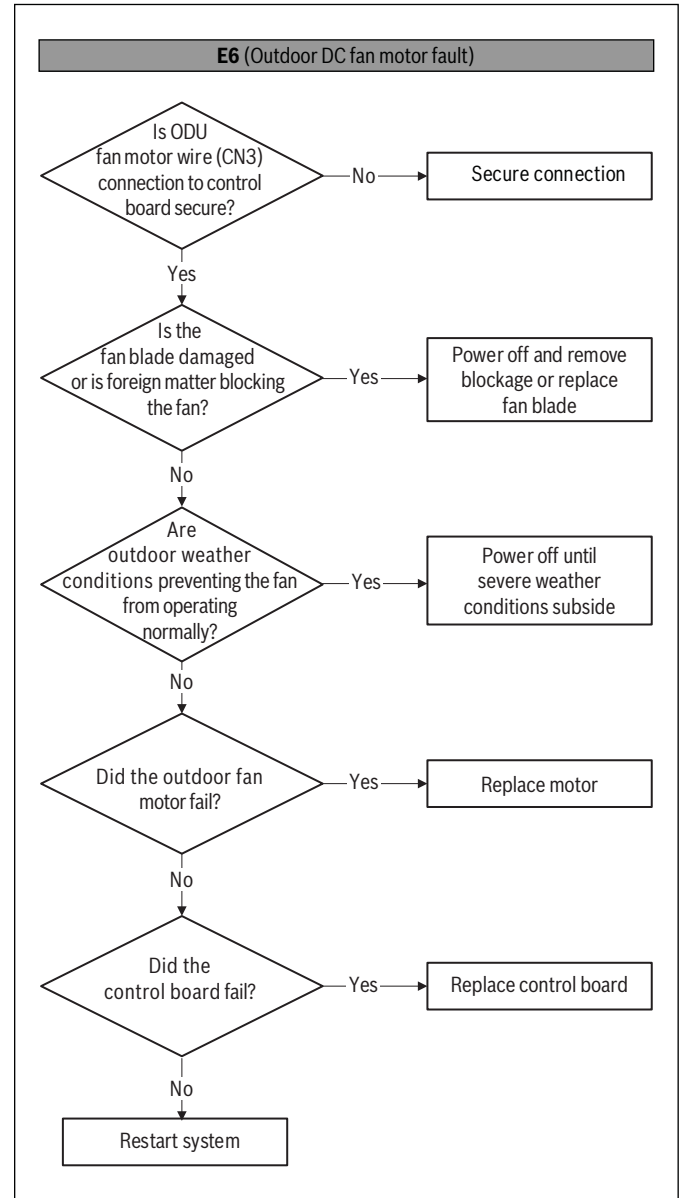 E6 (Outdoor DC fan motor fault)
Is ODU
fan motor wire (CN3)
connection to control
board secure?
No
Secure connection
Yes
Is the
fan blade damaged
or is foreign matter blocking
the fan?
Yes
Power off and remove
blockage or replace
fan blade
No
Are
outdoor weather
conditions preventing the fan
from operating
normally?
Yes
Power off until
severe weather
conditions subside
No
Did the outdoor fan
motor fail?
Yes
Replace motor
No
Did the
control board fail?
Yes
Replace control board
No
Restart system